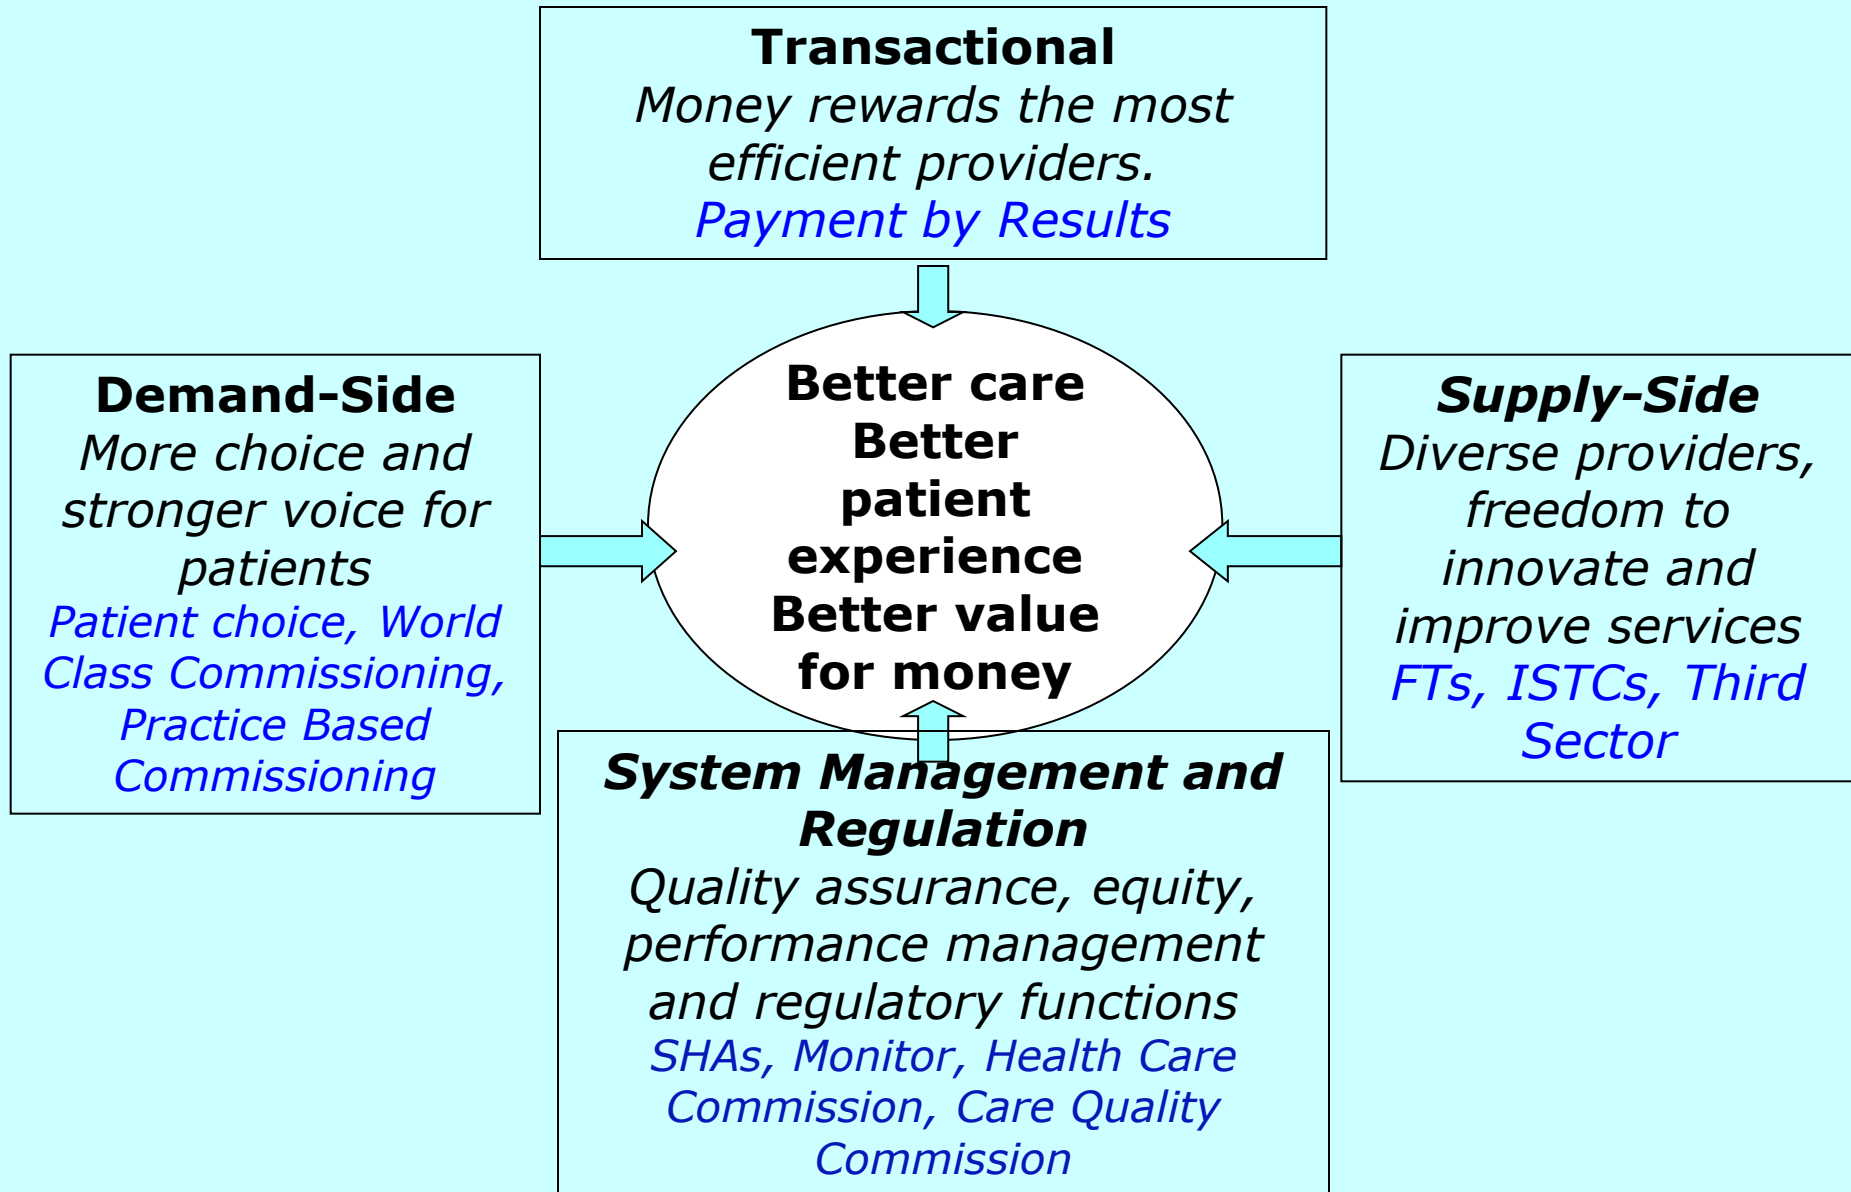 Transactional
Money rewards the most
efficient providers.
Payment by Results
Demand-Side
More choice and
stronger voice for
patients
Patient choice, World
Class Commissioning,
Practice Based
Commissioning
Better care
Better
patient
experience
Better value
for money
Supply-Side
Diverse providers,
freedom to
innovate and
improve services
FTs, ISTCs, Third
Sector
System Management and
Regulation
Quality assurance, equity,
performance management
and regulatory functions
SHAs, Monitor, Health Care
Commission, Care Quality
Commission